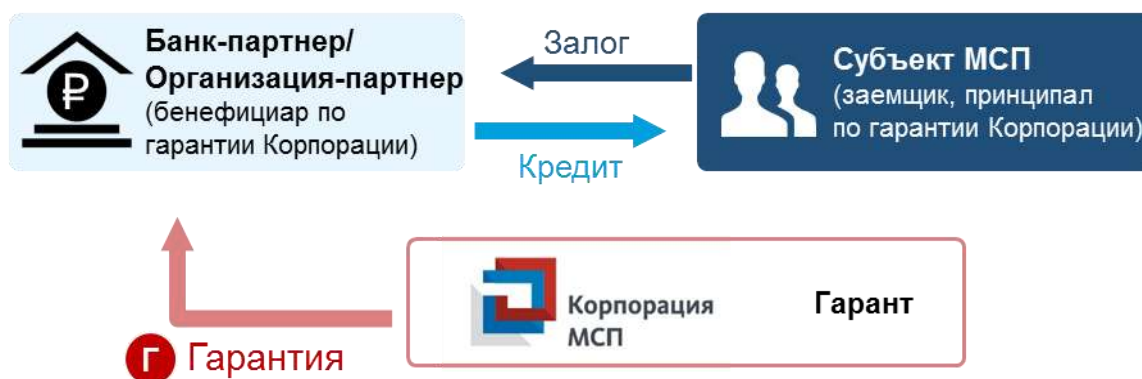 Банк-партнер/
Организация-партнер
(бенефициар по
гарантии Корпорации)
Залог
Кредит
Субъект МСП
(заемщик, принципал
по гарантии Корпорации)
Корпорация
МСП
Гарант
Г Гарантия